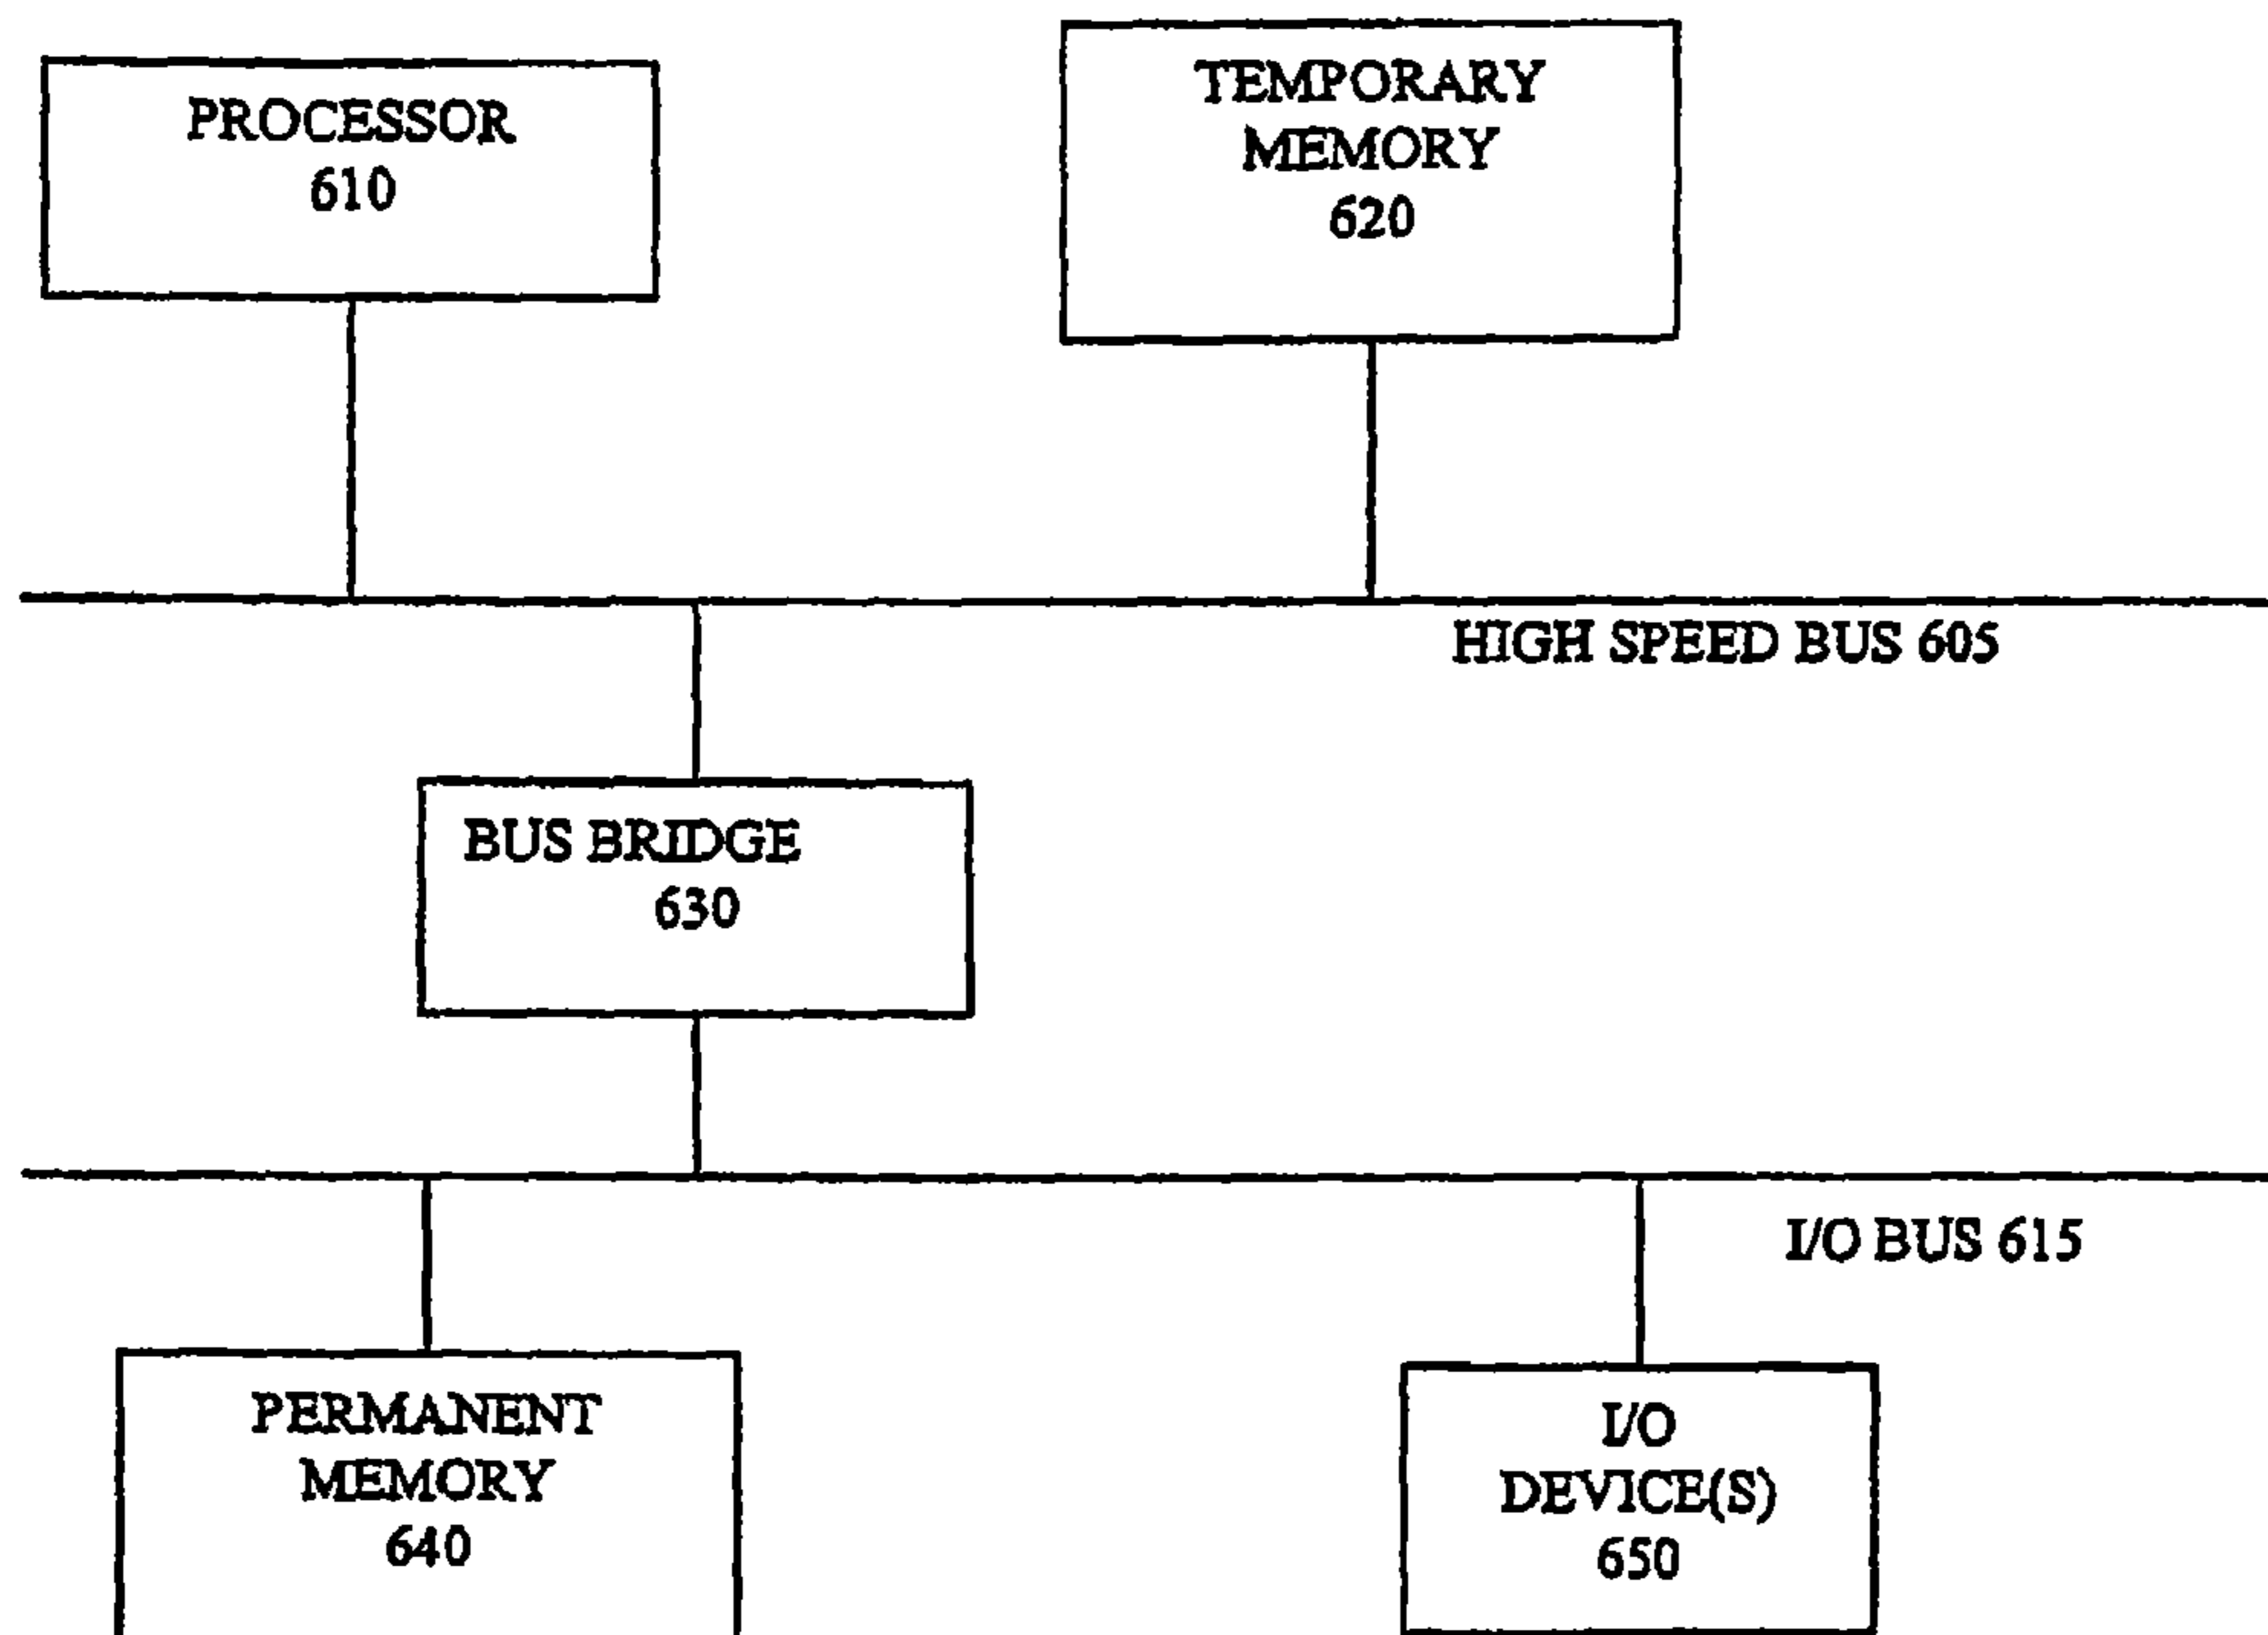 PROCESSOR
610
TEMPORARY
MEMORY
620
HIGH SPEED BUS 605
BUS BRIDGE
630
I/O BUS 615
PERMANENT
MEMORY
640
I/O
DEVICE(S)
650